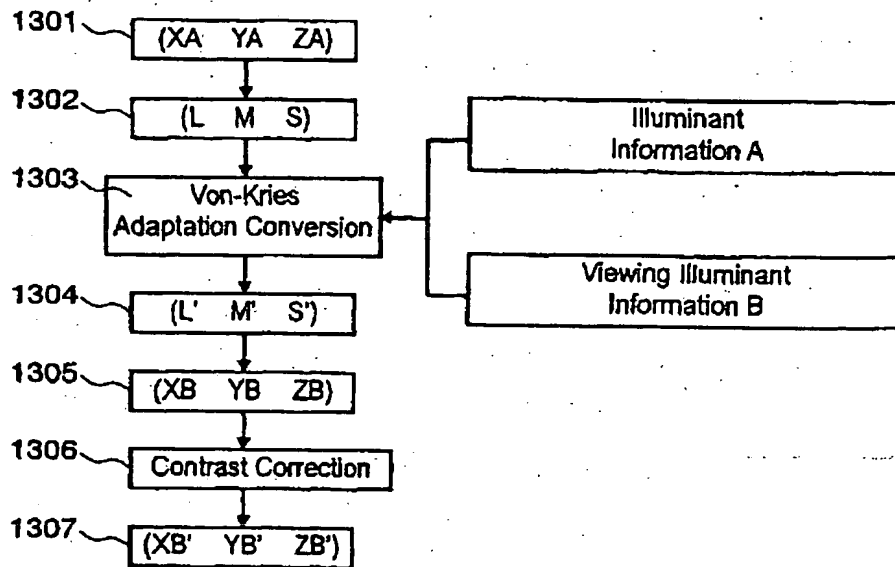 1301
(XA YA ZA)
1302
(L M S)
Illuminant
Information A
1303
Von-Kries
Adaptation Conversion
Viewing Illuminant
Information B
1304
(L' M' S')
1305
(XB YB ZB)
1306
Contrast Correction
1307
(XB' YB' ZB')